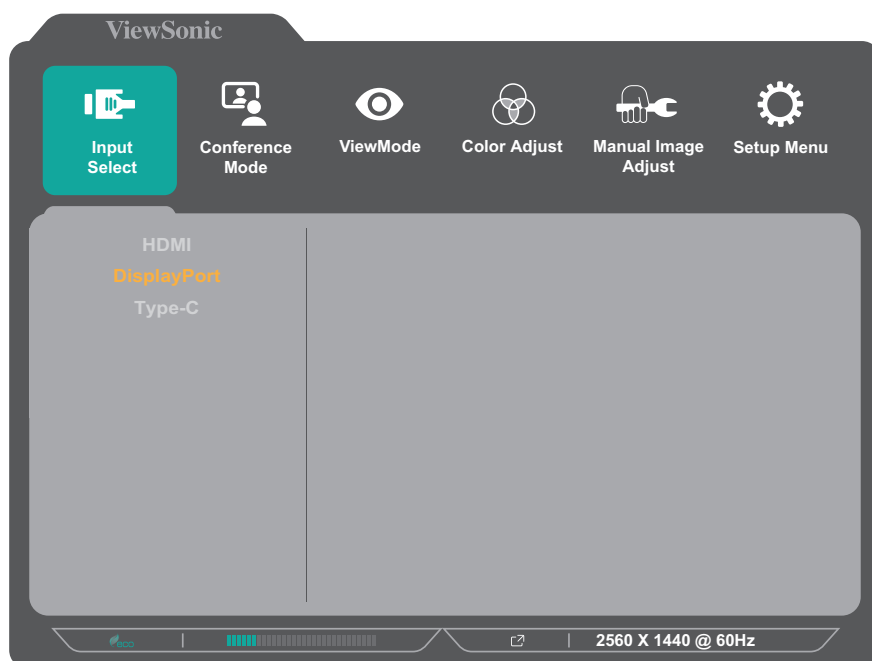 ViewSonic
Input
Select
Conference
Mode
ViewMode
Color Adjust
Manual Image
Adjust
Setup Menu
HDMI
DisplayPort
Type-C
eco
2560 X 1440 @ 60Hz